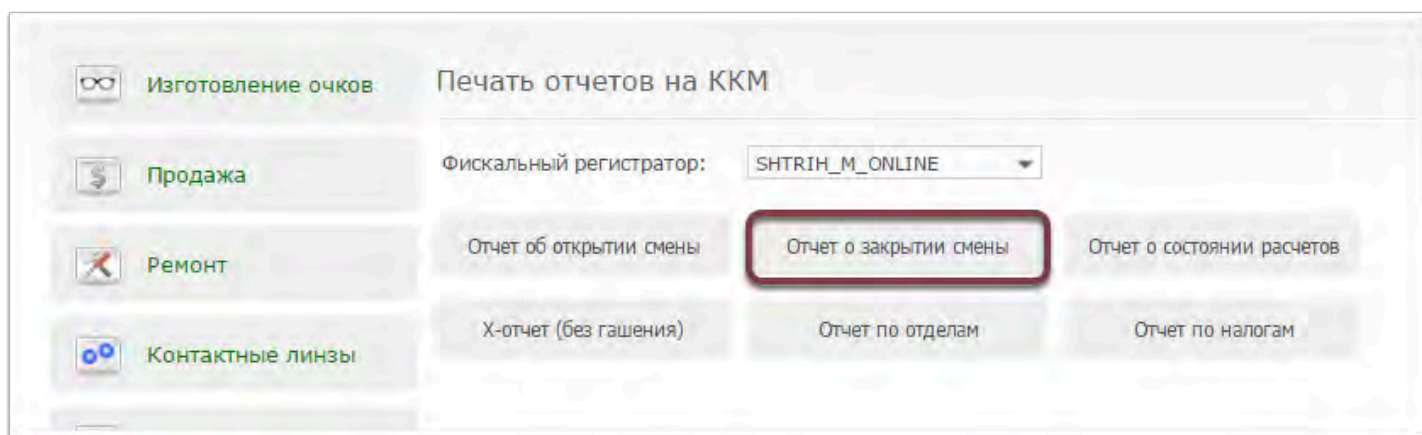 Изготовление очков
Продажа
Ремонт
Контактные линзы
Печать отчетов на ККМ
Фискальный регистратор: SHTRIH_M_ONLINE
Отчет об открытии смены Отчет о закрытии смены Отчет о состоянии расчетов
X-отчет (без гашения) Отчет по отделам Отчет по налогам